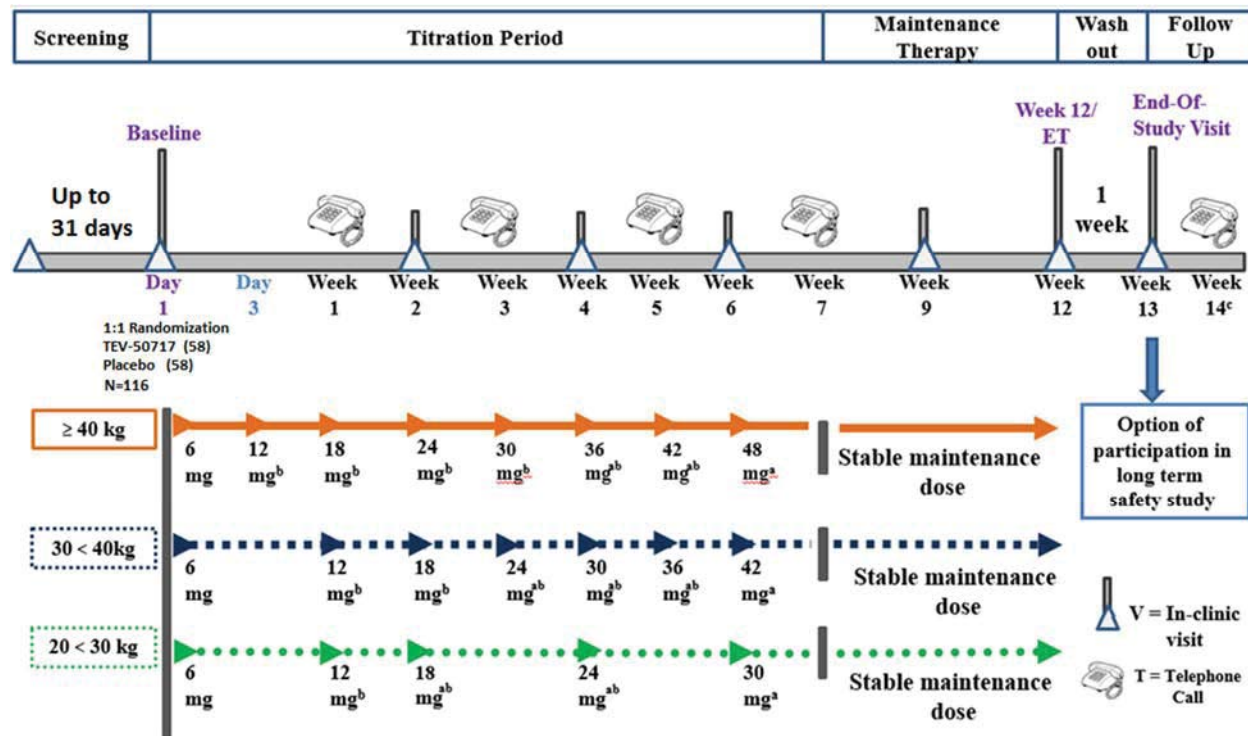 Screening
Titration Period
Maintenance
Therapy
Wash
out
Follow
Up
Baseline
Week 12/
ET
End-Of-
Study Visit
Up to
31 days
1
week
Day
1
Day
3
Week
1
Week
2
Week
3
Week
4
Week
5
Week
6
Week
7
Week
9
Week
12
Week
13
Week
14ᶜ
1:1 Randomization
TEV-50717 (58)
Placebo (58)
N=116
≥ 40 kg
6
mg
12
mgᵇ
18
mgᵇ
24
mgᵇ
30
mgᵇ
36
mgᵃᵇ
42
mgᵃᵇ
48
mgᵃ
Stable maintenance
dose
Option of
participation in
long term
safety study
30 < 40kg
6
mg
12
mgᵇ
18
mgᵇ
24
mgᵃᵇ
30
mgᵃᵇ
36
mgᵃᵇ
42
mgᵃ
Stable maintenance
dose
20 < 30 kg
6
mg
12
mgᵇ
18
mgᵃᵇ
24
mgᵃᵇ
30
mgᵃ
Stable maintenance
dose
V = In-clinic
visit
T = Telephone
Call